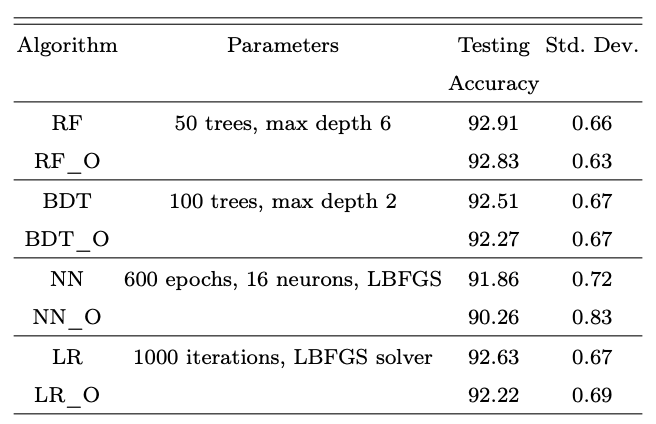 Algorithm Parameters Testing Std. Dev.
Accuracy
RF 50 trees, max depth 6 92.91 0.66
RF_O 92.83 0.63
BDT 100 trees, max depth 2 92.51 0.67
BDT_O 92.27 0.67
NN 600 epochs, 16 neurons, LBFGS 91.86 0.72
NN_O 90.26 0.83
LR 1000 iterations, LBFGS solver 92.63 0.67
LR_O 92.22 0.69